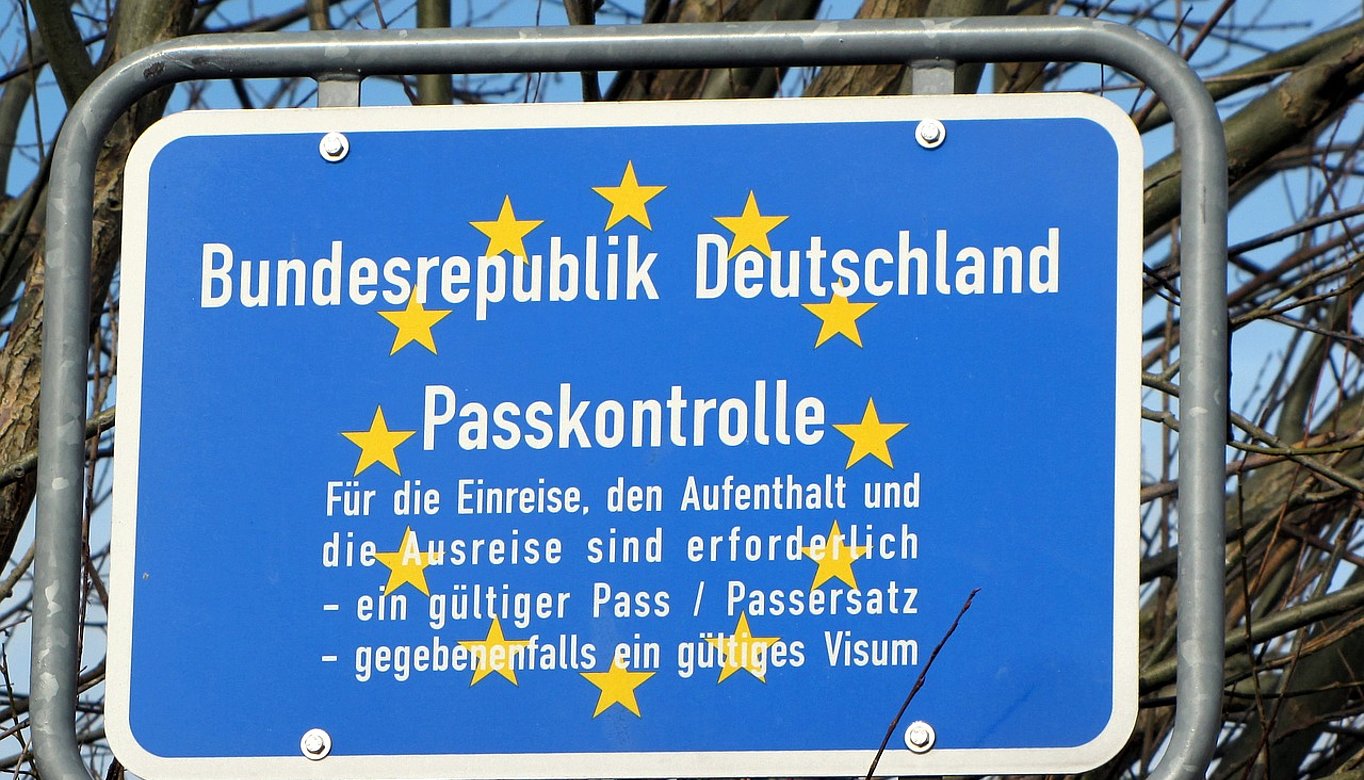 Bundesrepublik Deutschland
Passkontrolle
Für die Einreise, den Aufenthalt und
die Ausreise sind erforderlich
- ein gültiger Pass / Passersatz
- gegebenenfalls ein gültiges Visum